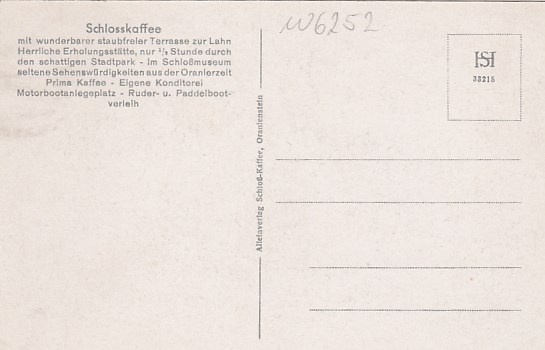 Schlosskaffee
mit wunderbarer staubfreier Terrasse zur Lahn
Herrliche Erholungsstätte, nur ½ Stunde durch
den schattigen Stadtpark - Im Schloßmuseum
seltene Sehenswürdigkeiten aus der Oranierzeit
Prima Kaffee - Eigene Konditorei
Motorbootanlegeplatz - Ruder- u. Paddelboot-
verleih
Alleinverlag Schloß-Kaffee, Oranienstein
W6252
HS
33215